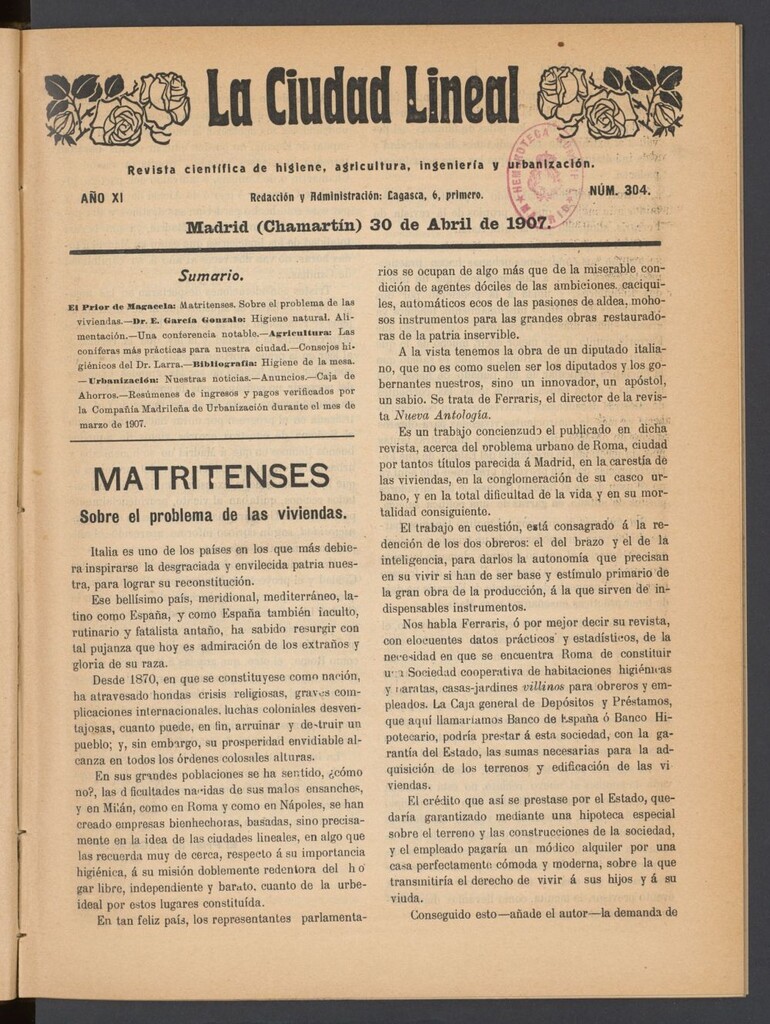 La Ciudad Lineal
Revista científica de higiene, agricultura, ingeniería y urbanización.
AÑO XI
Redacción y Administración: Lagasca, 6, primero.
NÚM. 304.
Madrid (Chamartín) 30 de Abril de 1907.
HEMEROTECA MADRID
Sumario.
El Prior de Magacela: Matritenses. Sobre el problema de las
viviendas.—Dr. E. García Gonzalo: Higiene natural. Ali-
mentación.—Una conferencia notable.—Agricultura: Las
coníferas más prácticas para nuestra ciudad.—Consejos hi-
giénicos del Dr. Larra.—Bibliografía: Higiene de la mesa.
—Urbanización: Nuestras noticias.—Anuncios.—Caja de
Ahorros.—Resúmenes de ingresos y pagos verificados por
la Compañía Madrileña de Urbanización durante el mes de
marzo de 1907.
MATRITENSES
Sobre el problema de las viviendas.
Italia es uno de los países en los que más debie-
ra inspirarse la desgraciada y envilecida patria nues-
tra, para lograr su reconstitución.
Ese bellísimo país, meridional, mediterráneo, la-
tino como España, y como España también inculto,
rutinario y fatalista antaño, ha sabido resurgir con
tal pujanza que hoy es admiración de los extraños y
gloria de su raza.
Desde 1870, en que se constituyese como nación,
ha atravesado hondas crisis religiosas, graves com-
plicaciones internacionales, luchas coloniales desven-
tajosas, cuanto puede, en fin, arruinar y destruir un
pueblo; y, sin embargo, su prosperidad envidiable al-
canza en todos los órdenes colosales alturas.
En sus grandes poblaciones se ha sentido, ¿cómo
no?, las dificultades nacidas de sus malos ensanches,
y en Milán, como en Roma y como en Nápoles, se han
creado empresas bienhechoras, basadas, sino precisa-
mente en la idea de las ciudades lineales, en algo que
las recuerda muy de cerca, respecto á su importancia
higiénica, á su misión doblemente redentora del ho
gar libre, independiente y barato, cuanto de la urbe-
ideal por estos lugares constituída.
En tan feliz país, los representantes parlamenta-
rios se ocupan de algo más que de la miserable con-
dición de agentes dóciles de las ambiciones caciqui-
les, automáticos ecos de las pasiones de aldea, moho-
sos instrumentos para las grandes obras restaurado-
ras de la patria inservible.
A la vista tenemos la obra de un diputado italia-
no, que no es como suelen ser los diputados y los go-
bernantes nuestros, sino un innovador, un apóstol,
un sabio. Se trata de Ferraris, el director de la revis-
ta Nueva Antología.
Es un trabajo concienzudo el publicado en dicha
revista, acerca del problema urbano de Roma, ciudad
por tantos títulos parecida á Madrid, en la carestía de
las viviendas, en la conglomeración de su casco ur-
bano, y en la total dificultad de la vida y en su mor-
talidad consiguiente.
El trabajo en cuestión, está consagrado á la re-
dención de los dos obreros: el del brazo y el de la
inteligencia, para darlos la autonomía que precisan
en su vivir si han de ser base y estímulo primario de
la gran obra de la producción, á la que sirven de in-
dispensables instrumentos.
Nos habla Ferraris, ó por mejor decir su revista,
con elocuentes datos prácticos y estadísticos, de la
necesidad en que se encuentra Roma de constituir
una Sociedad cooperativa de habitaciones higiénicas
y baratas, casas-jardines villinos para obreros y em-
pleados. La Caja general de Depósitos y Préstamos,
que aquí llamaríamos Banco de España ó Banco Hi-
potecario, podría prestar á esta sociedad, con la ga-
rantía del Estado, las sumas necesarias para la ad-
quisición de los terrenos y edificación de las vi
viendas.
El crédito que así se prestase por el Estado, que-
daría garantizado mediante una hipoteca especial
sobre el terreno y las construcciones de la sociedad,
y el empleado pagaría un módico alquiler por una
casa perfectamente cómoda y moderna, sobre la que
transmitiría el derecho de vivir á sus hijos y á su
viuda.
Conseguido esto—añade el autor—la demanda de